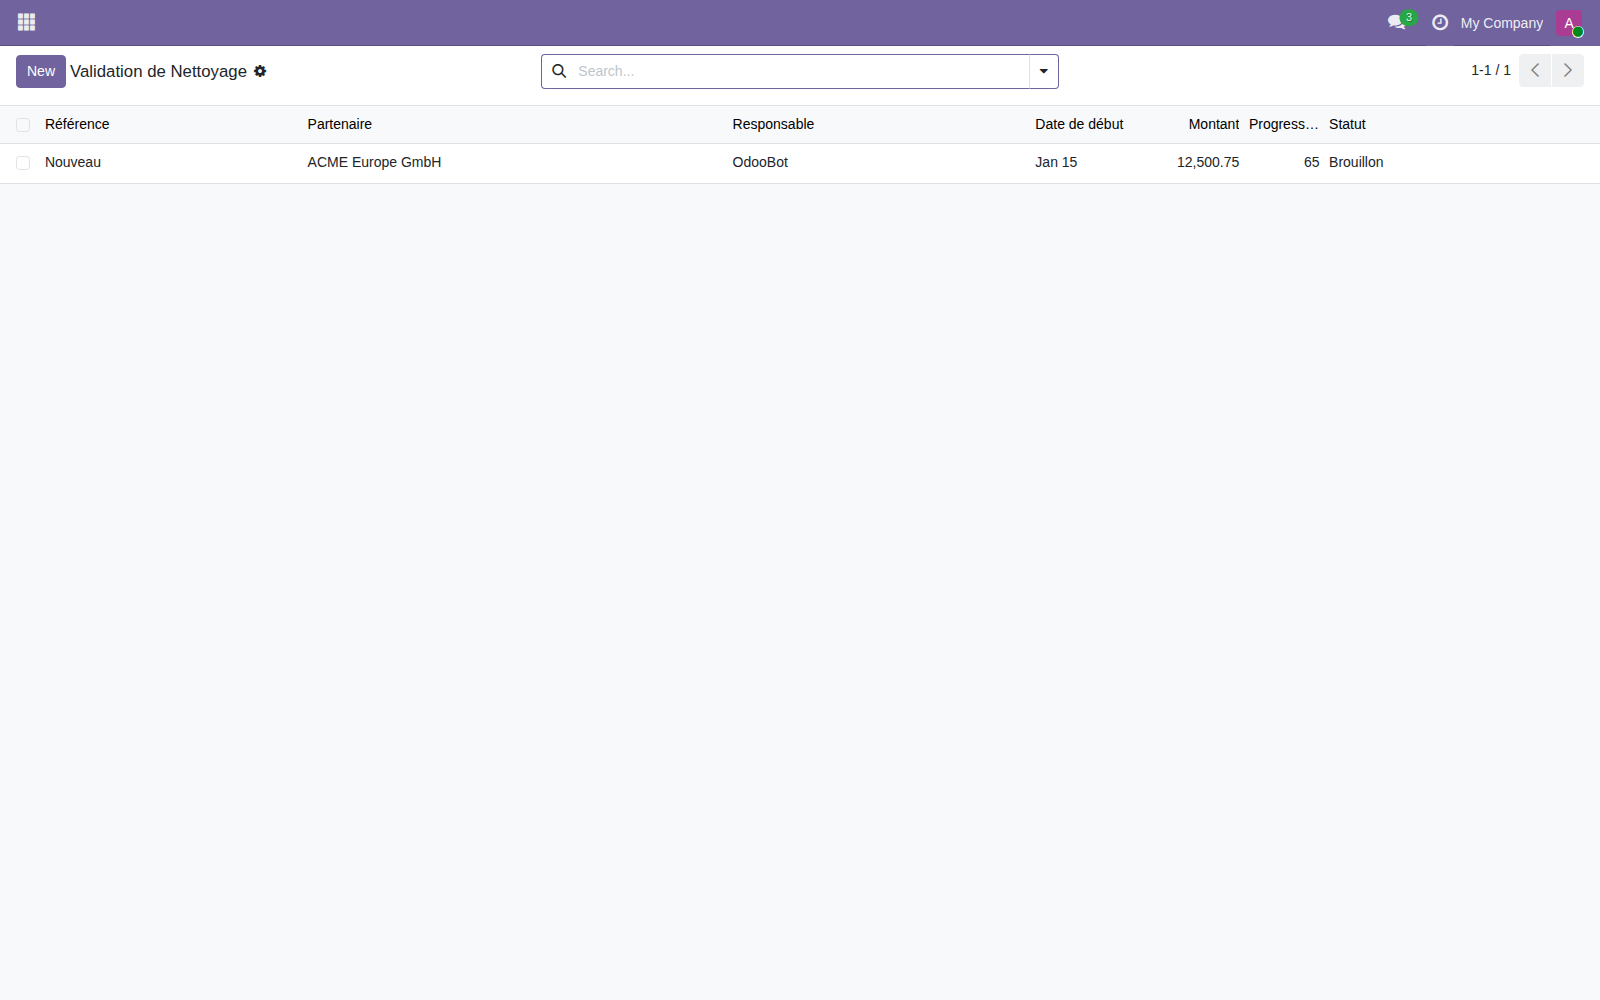 3 My Company A
New Validation de Nettoyage Search... 1-1 / 1
Référence Partenaire Responsable Date de début Montant Progress... Statut
Nouveau ACME Europe GmbH OdooBot Jan 15 12,500.75 65 Brouillon